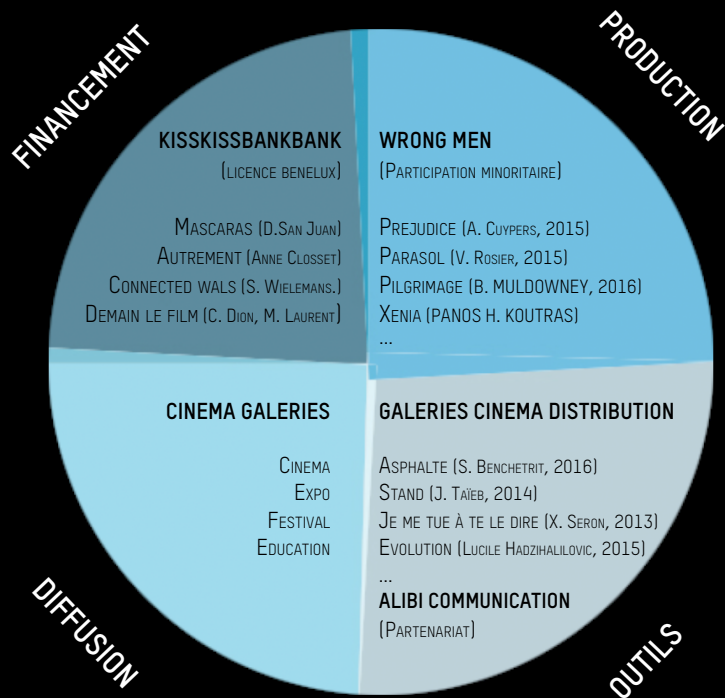 FINANCEMENT
KISSKISSBANKBANK
(LICENCE BENELUX)
MASCARAS (D.SAN JUAN)
AUTREMENT (ANNE CLOSSET)
CONNECTED WALS (S. WIELEMANS.)
DEMAIN LE FILM (C. DION, M. LAURENT)
PRODUCTION
WRONG MEN
(PARTICIPATION MINORITAIRE)
PREJUDICE (A. CUYPERS, 2015)
PARASOL (V. ROSIER, 2015)
PILGRIMAGE (B. MULDOWNEY, 2016)
XENIA (PANOS H. KOUTRAS)
...
DIFFUSION
CINEMA GALERIES
CINEMA
EXPO
FESTIVAL
EDUCATION
OUTILS
GALERIES CINEMA DISTRIBUTION
ASPHALTE (S. BENCHETRIT, 2016)
STAND (J. TAÏEB, 2014)
JE ME TUE À TE LE DIRE (X. SERON, 2013)
EVOLUTION (LUCILE HADZIHALILOVIC, 2015)
...
ALIBI COMMUNICATION
(PARTENARIAT)